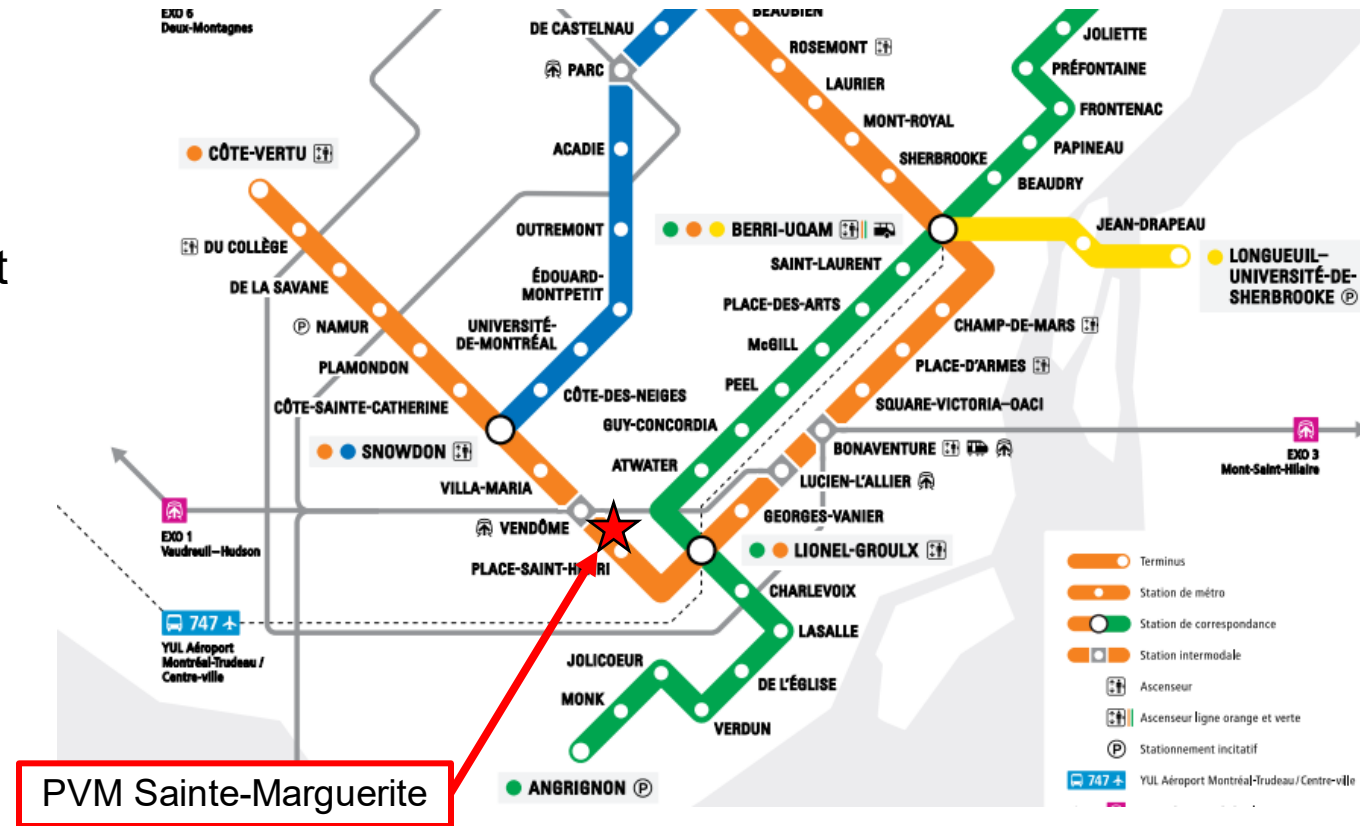 EXO 6
Deux-Montagnes
DE CASTELNAU
BEAUBIEN
JOLIETTE
ROSEMONT
PARC
PRÉFONTAINE
LAURIER
FRONTENAC
MONT-ROYAL
CÔTE-VERTU
ACADIE
PAPINEAU
SHERBROOKE
BEAUDRY
OUTREMONT
BERRI-UQAM
JEAN-DRAPEAU
DU COLLÈGE
t
SAINT-LAURENT
LONGUEUIL–
UNIVERSITÉ-DE-
SHERBROOKE P
DE LA SAVANE
ÉDOUARD-
MONTPETIT
PLACE-DES-ARTS
P NAMUR
UNIVERSITÉ-
DE-MONTRÉAL
CHAMP-DE-MARS
McGILL
PLAMONDON
PLACE-D'ARMES
PEEL
CÔTE-SAINTE-CATHERINE
CÔTE-DES-NEIGES
SQUARE-VICTORIA–OACI
GUY-CONCORDIA
SNOWDON
BONAVENTURE
EXO 3
Mont-Saint-Hilaire
ATWATER
VILLA-MARIA
LUCIEN-L'ALLIER
GEORGES-VANIER
VENDÔME
EXO 1
Vaudreuil–Hudson
LIONEL-GROULX
PLACE-SAINT-HENRI
Terminus
CHARLEVOIX
Station de métro
747
LASALLE
Station de correspondance
YUL Aéroport
Montréal-Trudeau /
Centre-ville
JOLICOEUR
Station intermodale
DE L'ÉGLISE
Ascenseur
MONK
VERDUN
Ascenseur ligne orange et verte
P Stationnement incitatif
747 YUL Aéroport Montréal-Trudeau / Centre-ville
ANGRIGNON P
PVM Sainte-Marguerite